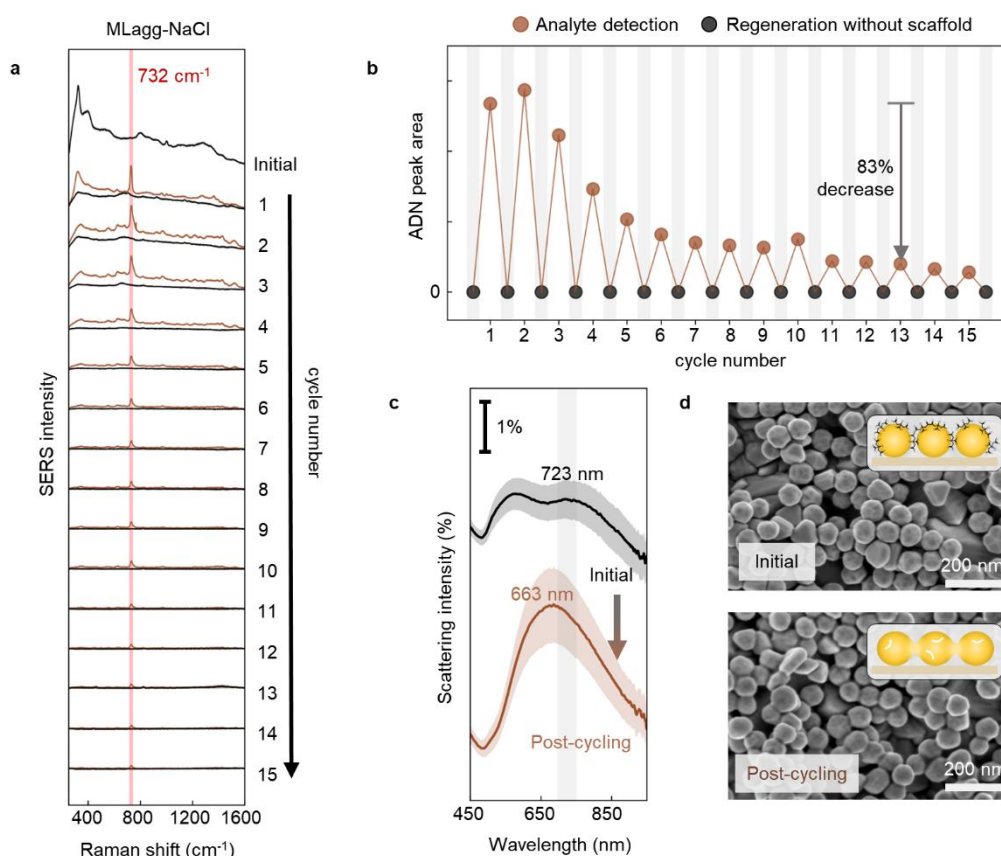 MLagg-NaCl
Analyte detection
Regeneration without scaffold
a
732 cm⁻¹
Initial
1
2
3
4
5
6
7
8
9
10
11
12
13
14
15
cycle number
SERS intensity
400 800 1200 1600
Raman shift (cm⁻¹)
b
83%
decrease
ADN peak area
0
1 2 3 4 5 6 7 8 9 10 11 12 13 14 15
cycle number
c
1%
723 nm
Initial
663 nm
Post-cycling
Scattering intensity (%)
450 650 850
Wavelength (nm)
d
Initial
200 nm
Post-cycling
200 nm